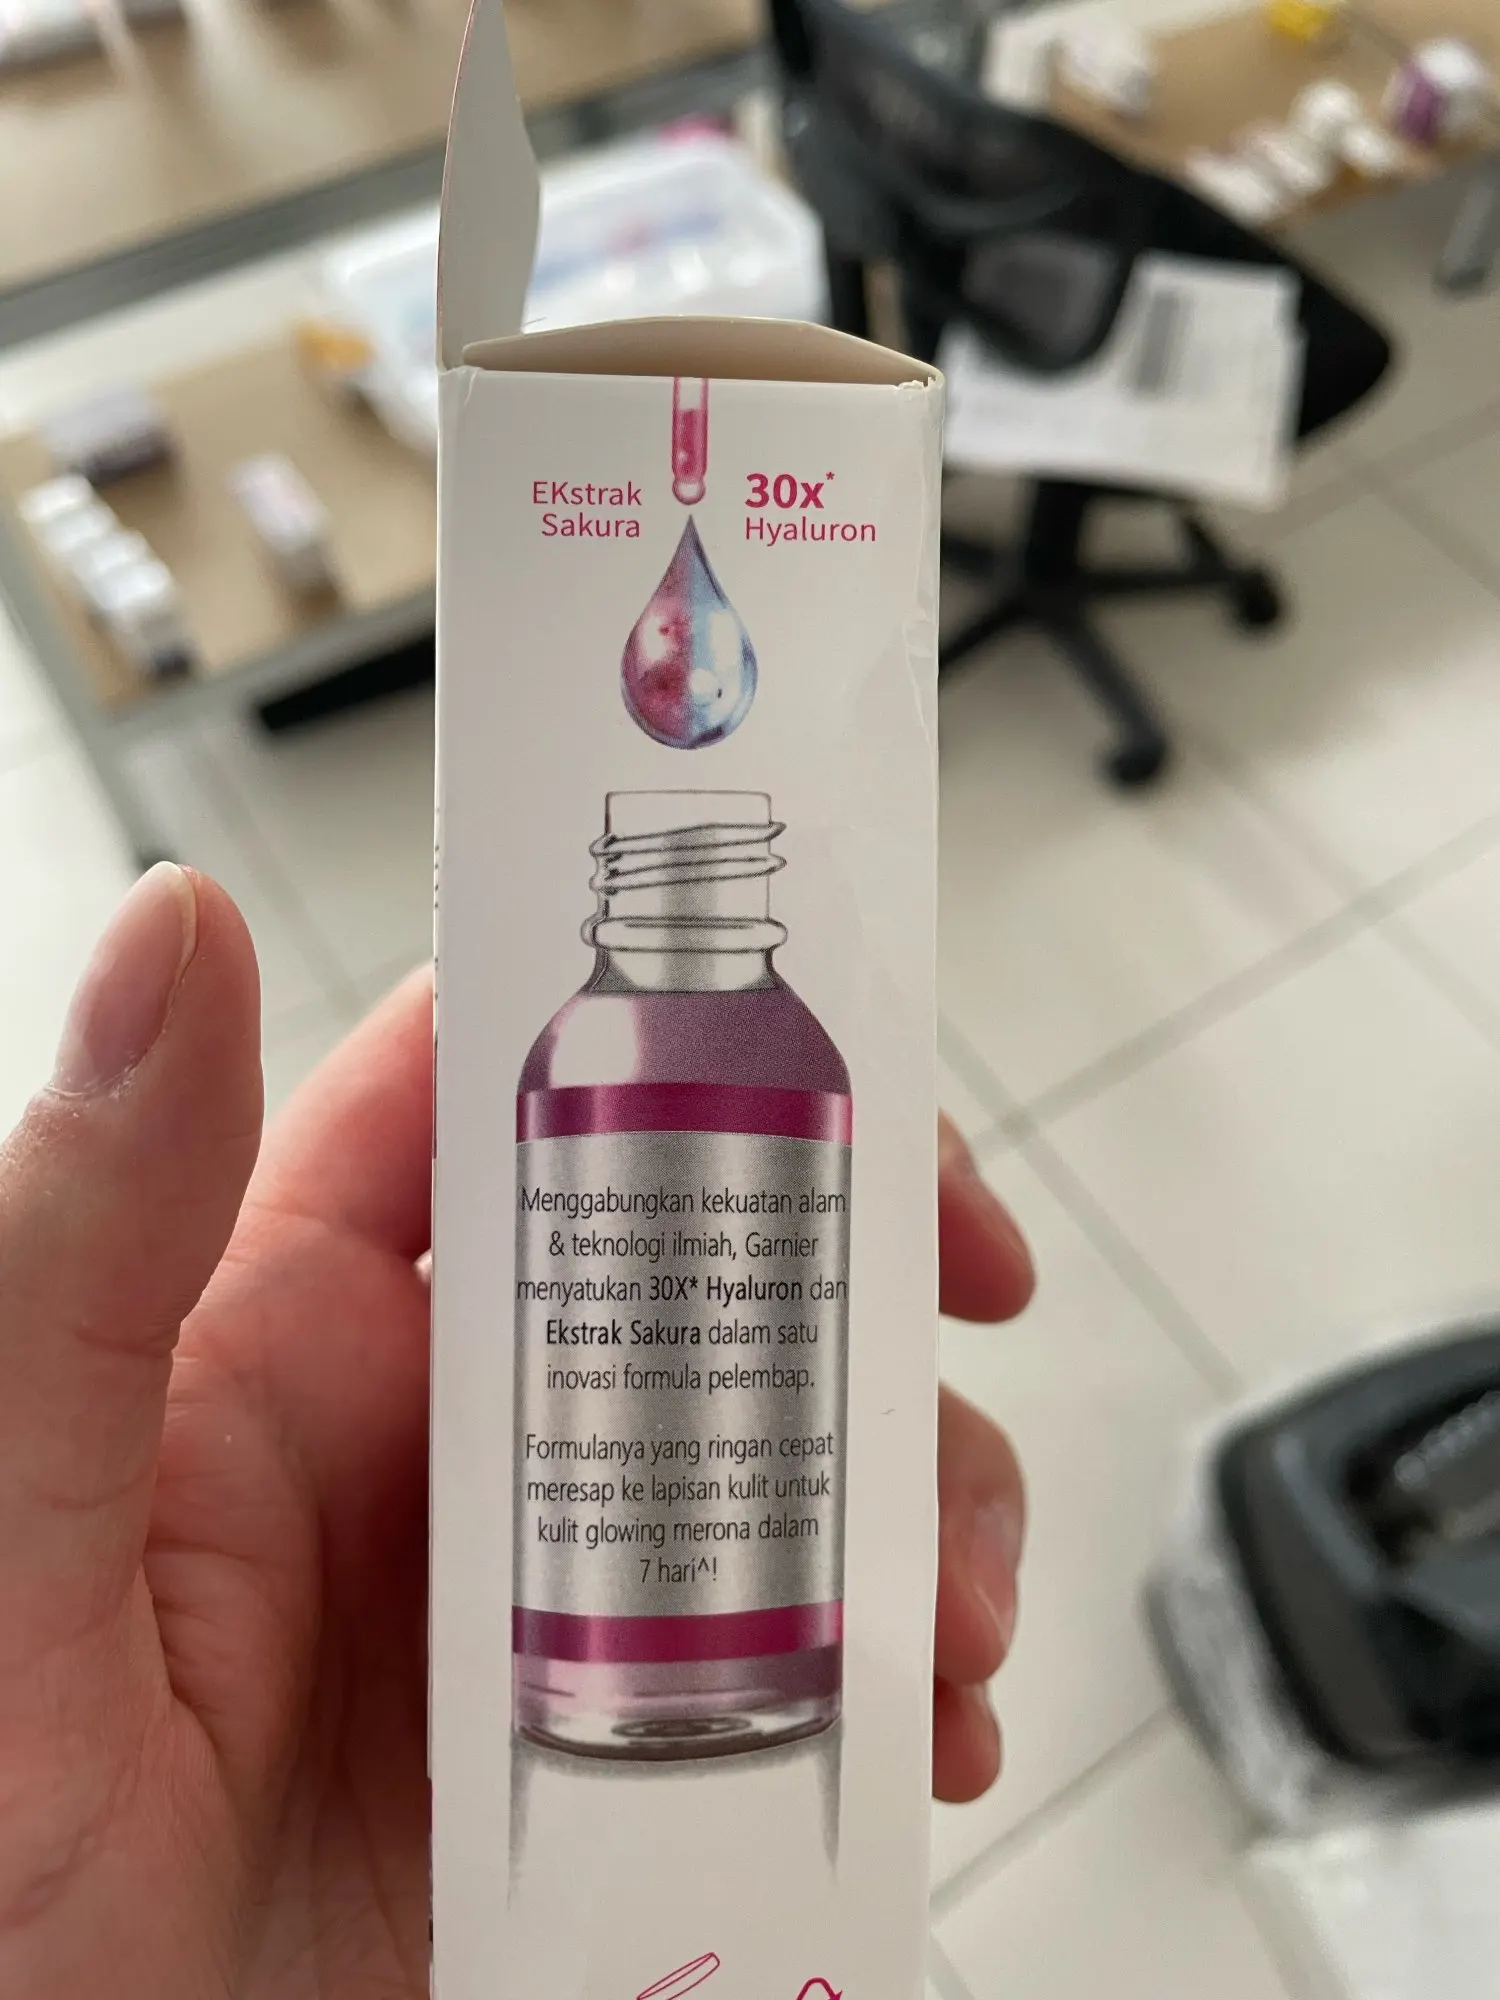 EKstrak
Sakura
30x*
Hyaluron
Menggabungkan kekuatan alam
& teknologi ilmiah, Garnier
menyatukan 30X* Hyaluron dan
Ekstrak Sakura dalam satu
inovasi formula pelembap.
Formulanya yang ringan cepat
meresap ke lapisan kulit untuk
kulit glowing merona dalam
7 hari^!